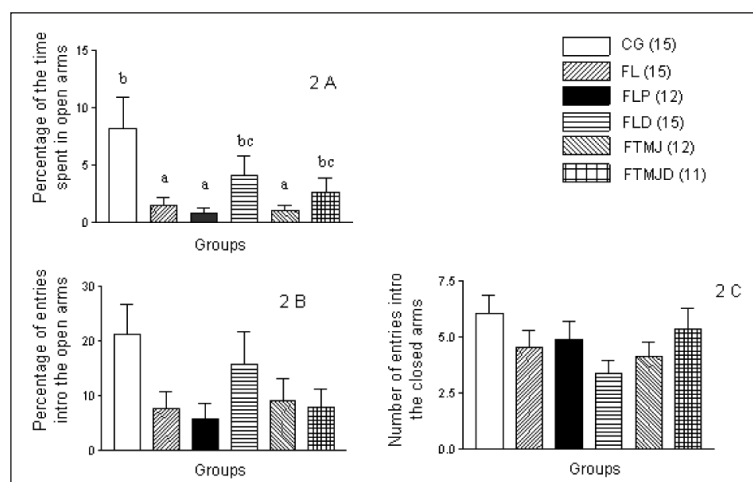 2 A
Percentage of the time
spent in open arms
15
10
5
0
b
a
a
bc
a
bc
Groups
CG (15)
FL (15)
FLP (12)
FLD (15)
FTMJ (12)
FTMJD (11)
2 B
Percentage of entries
intro the open arms
30
20
10
0
Groups
2 C
Number of entries intro
the closed arms
7.5
5.0
2.5
0.0
Groups